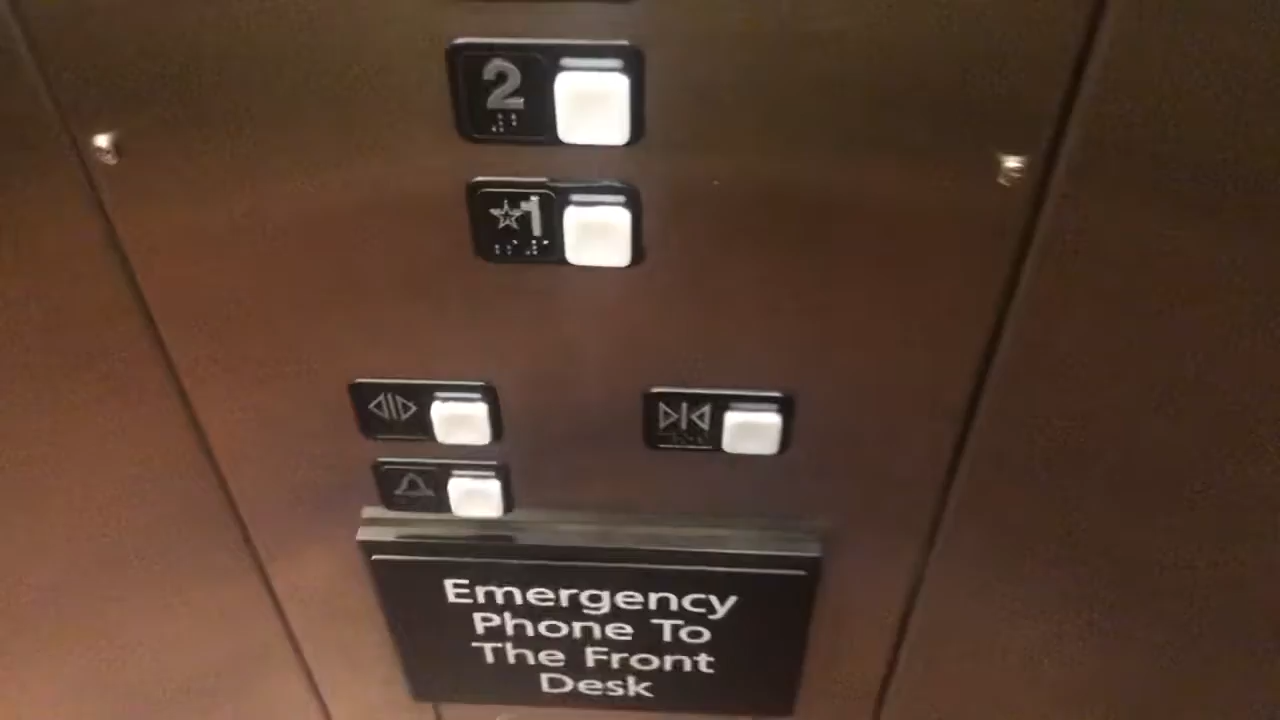 2
☆1
Emergency
Phone To
The Front
Desk